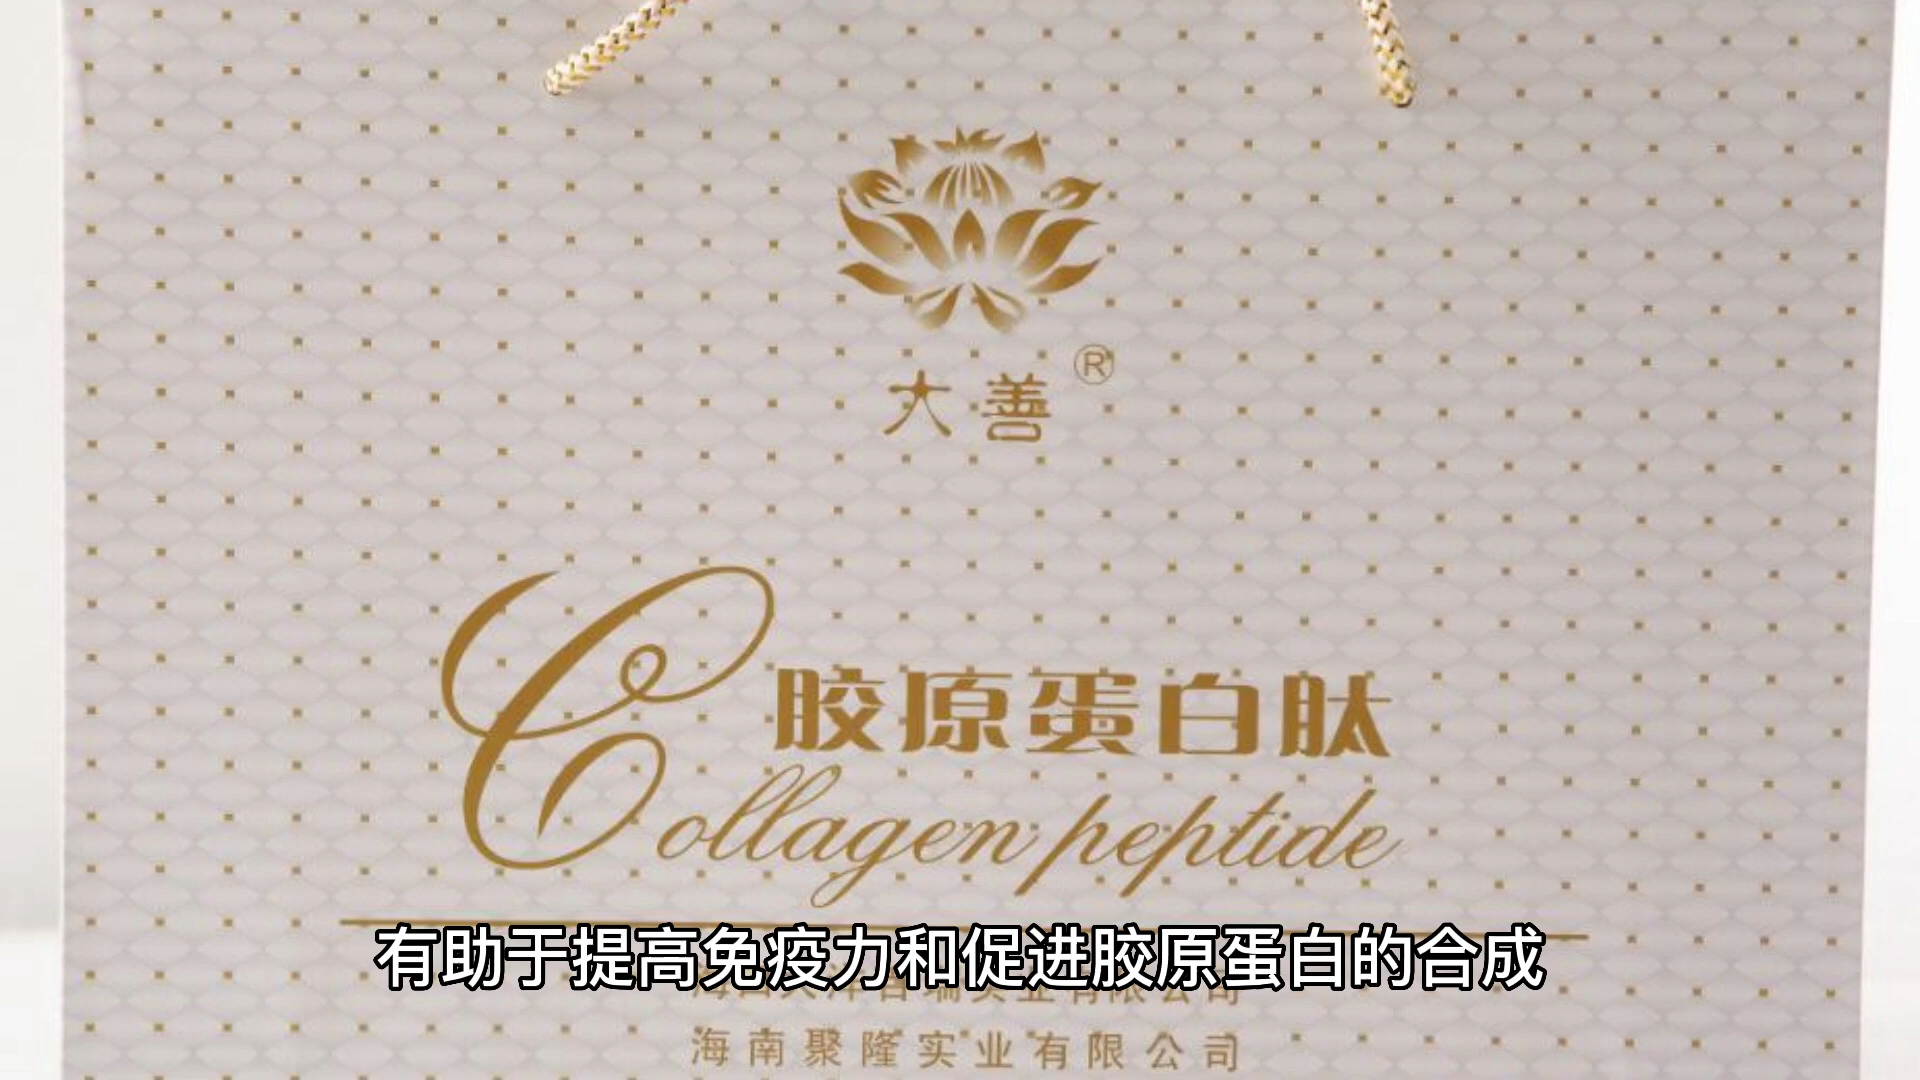 大善®
胶原蛋白肽
Collagen peptide
有助于提高免疫力和促进胶原蛋白的合成
海南聚隆实业有限公司